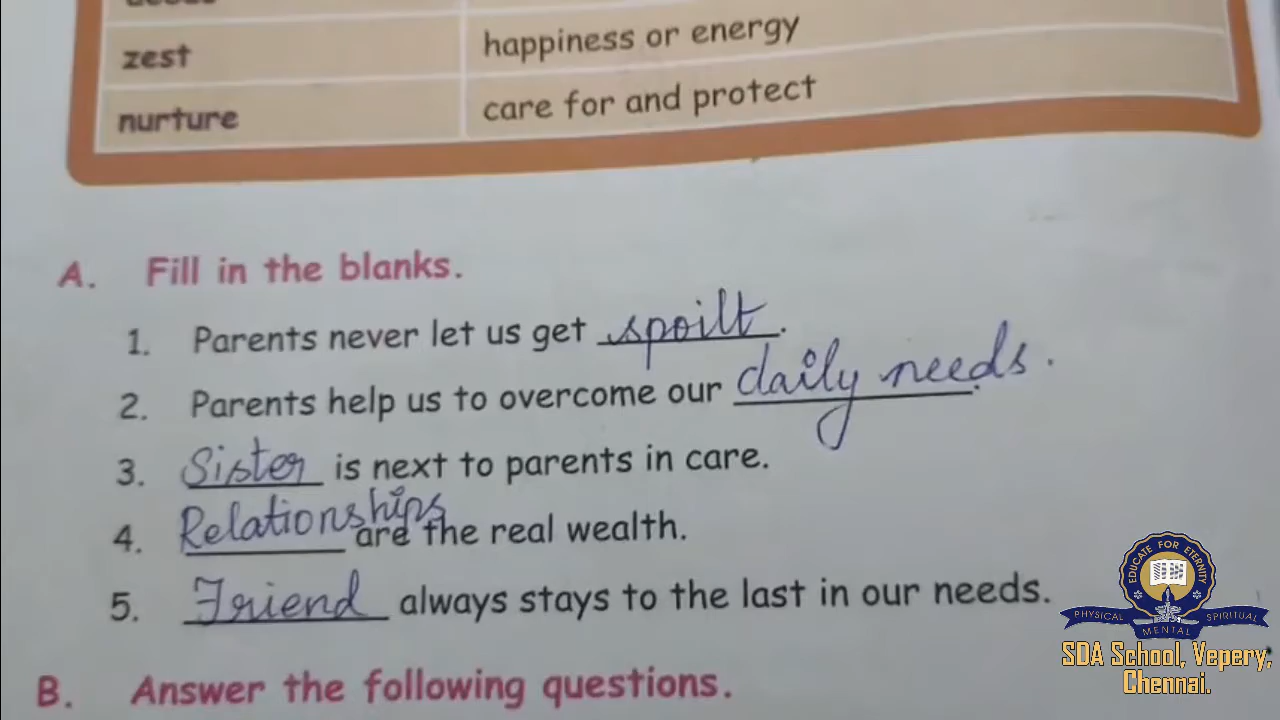 zest happiness or energy
nurture care for and protect
A. Fill in the blanks.
1. Parents never let us get spoilt.
2. Parents help us to overcome our daily needs.
3. Sister is next to parents in care.
4. Relationships are the real wealth.
5. Friend always stays to the last in our needs.
B. Answer the following questions.
EDUCATE FOR ETERNITY
PHYSICAL MENTAL SPIRITUAL
SDA School, Vepery,
Chennai.